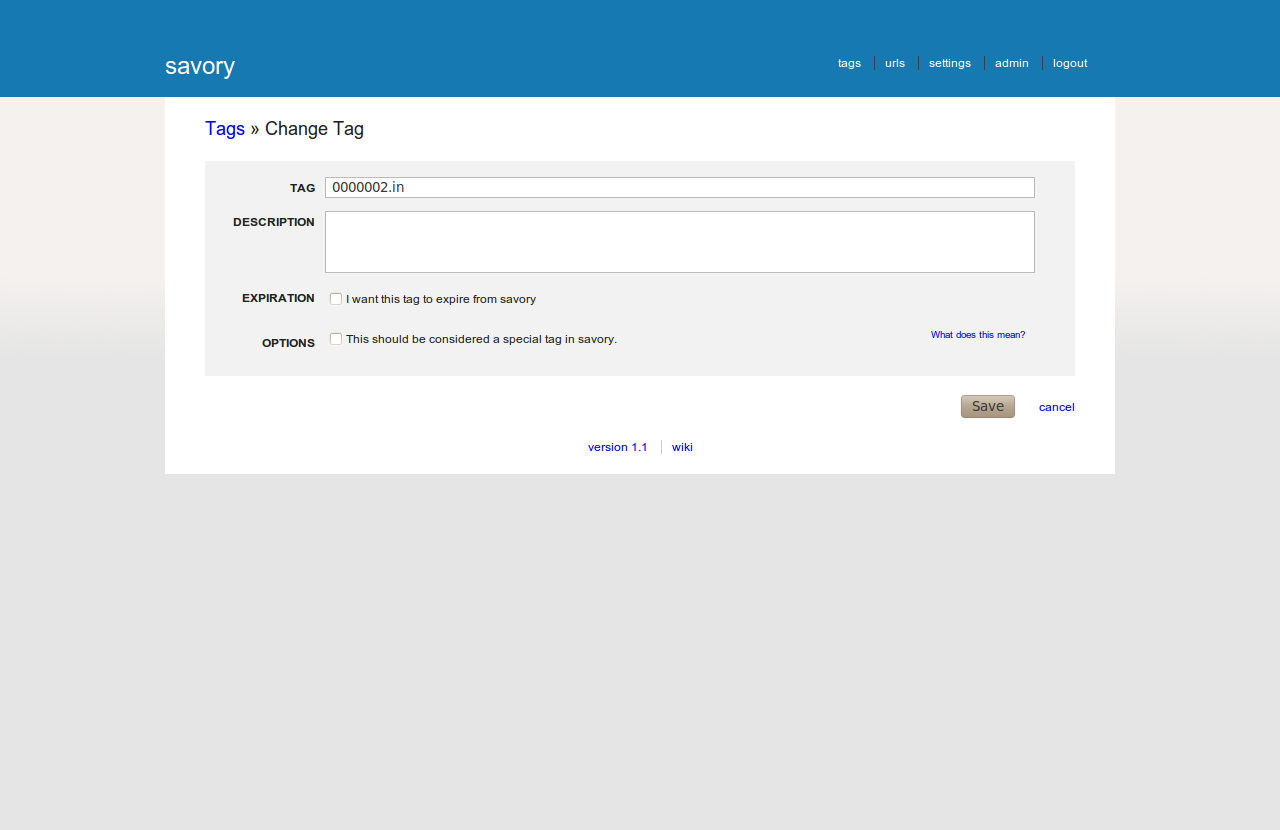 savory
tags urls settings admin logout
Tags » Change Tag
TAG 0000002.in
DESCRIPTION
EXPIRATION I want this tag to expire from savory
OPTIONS This should be considered a special tag in savory. What does this mean?
Save cancel
version 1.1 wiki